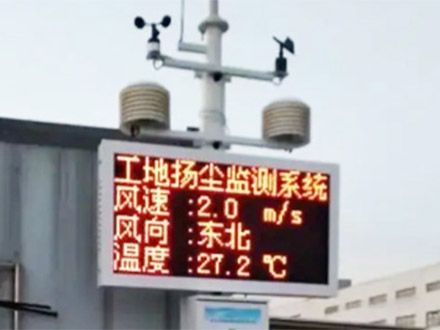 工地扬尘监测系统
风速:2.0 m/s
风向:东北
温度:27.2 ℃